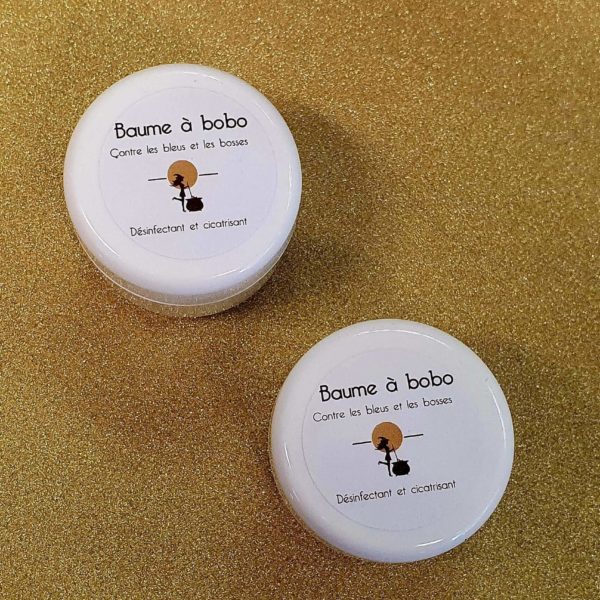 Baume à bobo
Contre les bleus et les bosses
Désinfectant et cicatrisant
Baume à bobo
Contre les bleus et les bosses
Désinfectant et cicatrisant